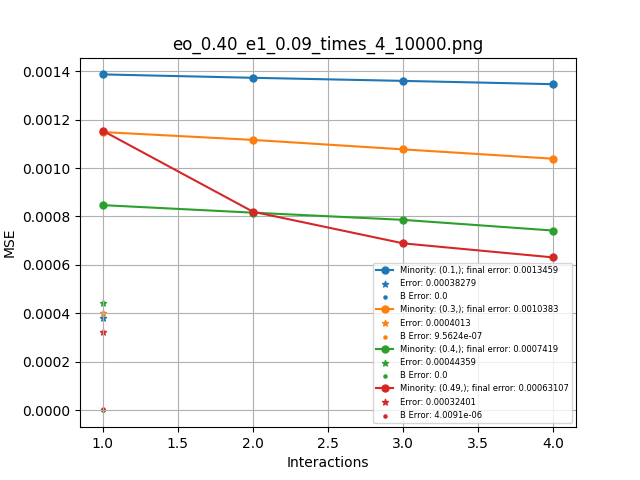 eo_0.40_e1_0.09_times_4_10000.png
MSE
0.0014
0.0012
0.0010
0.0008
0.0006
0.0004
0.0002
0.0000
Minority: (0.1,); final error: 0.0013459
Error: 0.00038279
B Error: 0.0
Minority: (0.3,); final error: 0.0010383
Error: 0.0004013
B Error: 9.5624e-07
Minority: (0.4,); final error: 0.0007419
Error: 0.00044359
B Error: 0.0
Minority: (0.49,); final error: 0.00063107
Error: 0.00032401
B Error: 4.0091e-06
1.0 1.5 2.0 2.5 3.0 3.5 4.0
Interactions